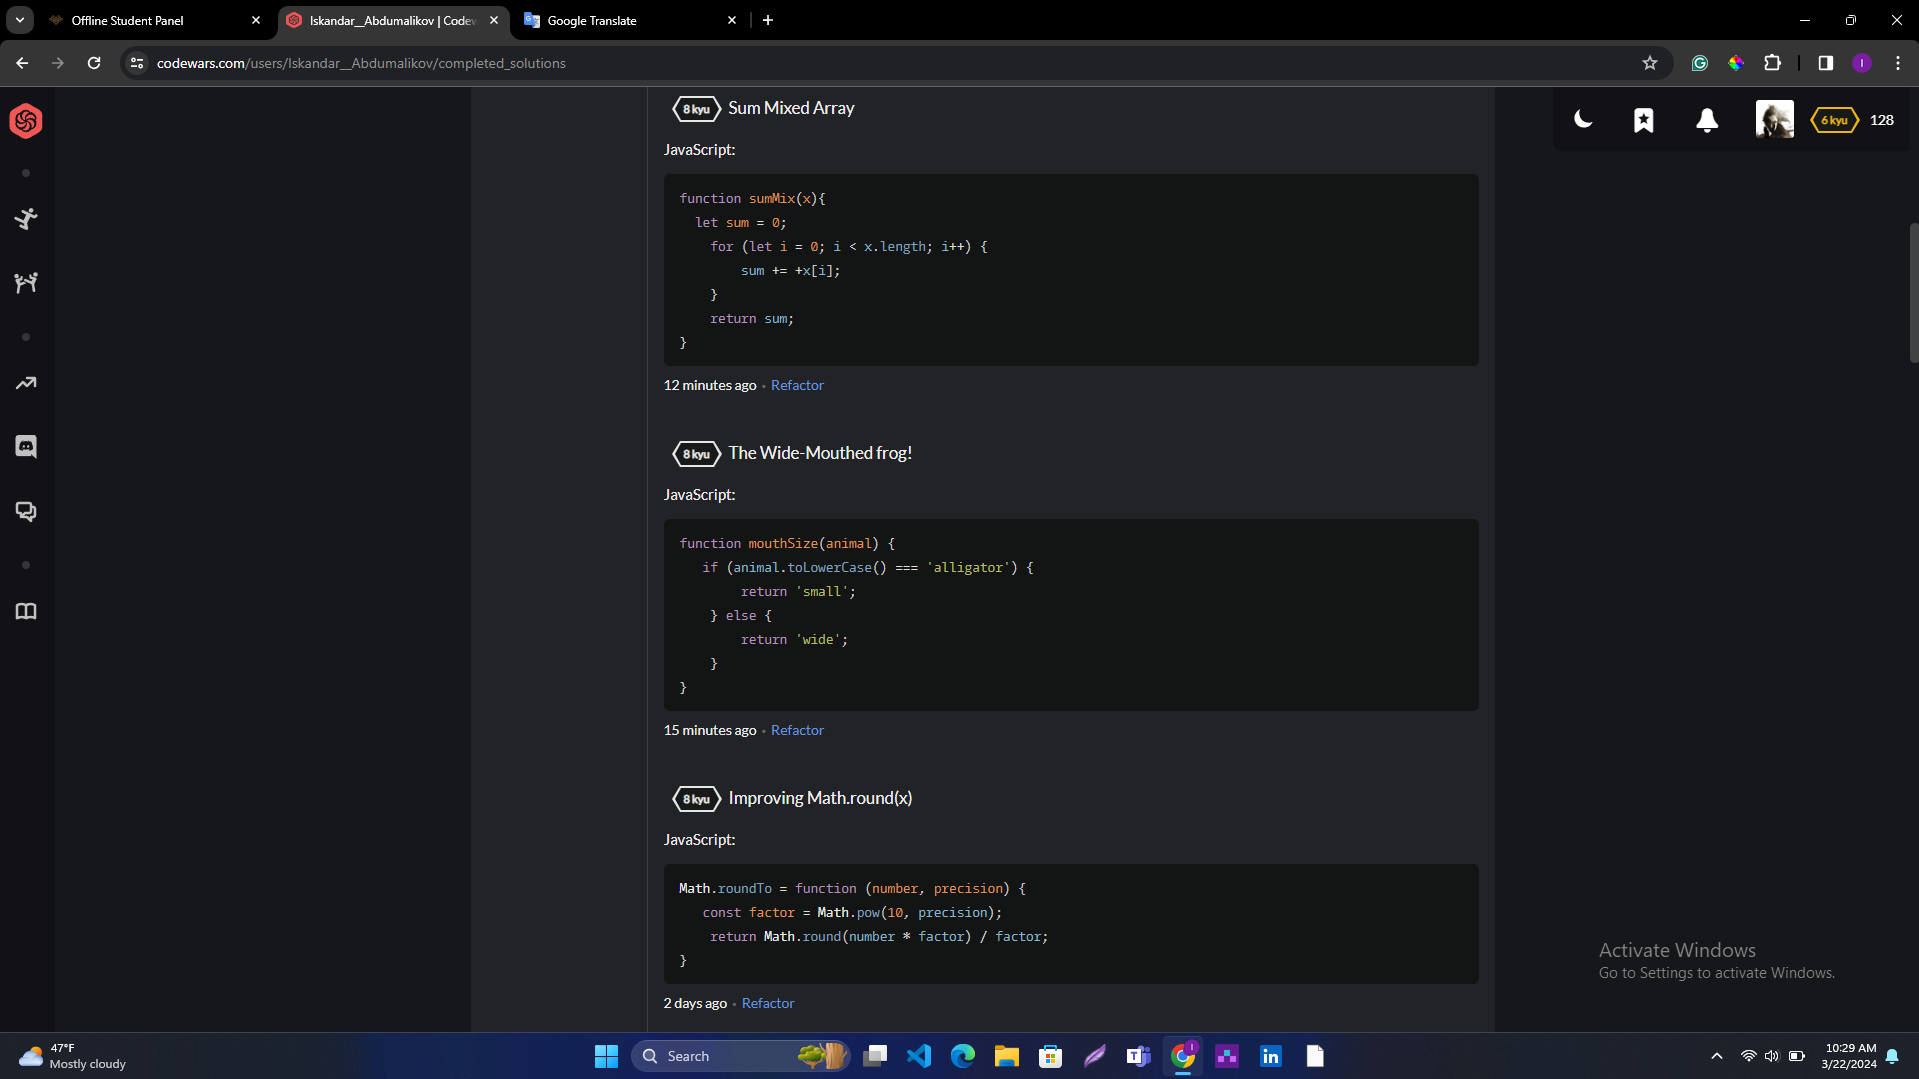 Offline Student Panel
Iskandar__Abdumalikov | Codew
Google Translate
codewars.com/users/Iskandar__Abdumalikov/completed_solutions
I
6 kyu
128
8 kyu Sum Mixed Array
JavaScript:
function sumMix(x){
  let sum = 0;
    for (let i = 0; i < x.length; i++) {
        sum += +x[i];
    }
    return sum;
}
12 minutes ago • Refactor
8 kyu The Wide-Mouthed frog!
JavaScript:
function mouthSize(animal) {
   if (animal.toLowerCase() === 'alligator') {
        return 'small';
    } else {
        return 'wide';
    }
}
15 minutes ago • Refactor
8 kyu Improving Math.round(x)
JavaScript:
Math.roundTo = function (number, precision) {
   const factor = Math.pow(10, precision);
    return Math.round(number * factor) / factor;
}
2 days ago • Refactor
Activate Windows
Go to Settings to activate Windows.
47°F
Mostly cloudy
Search
10:29 AM
3/22/2024